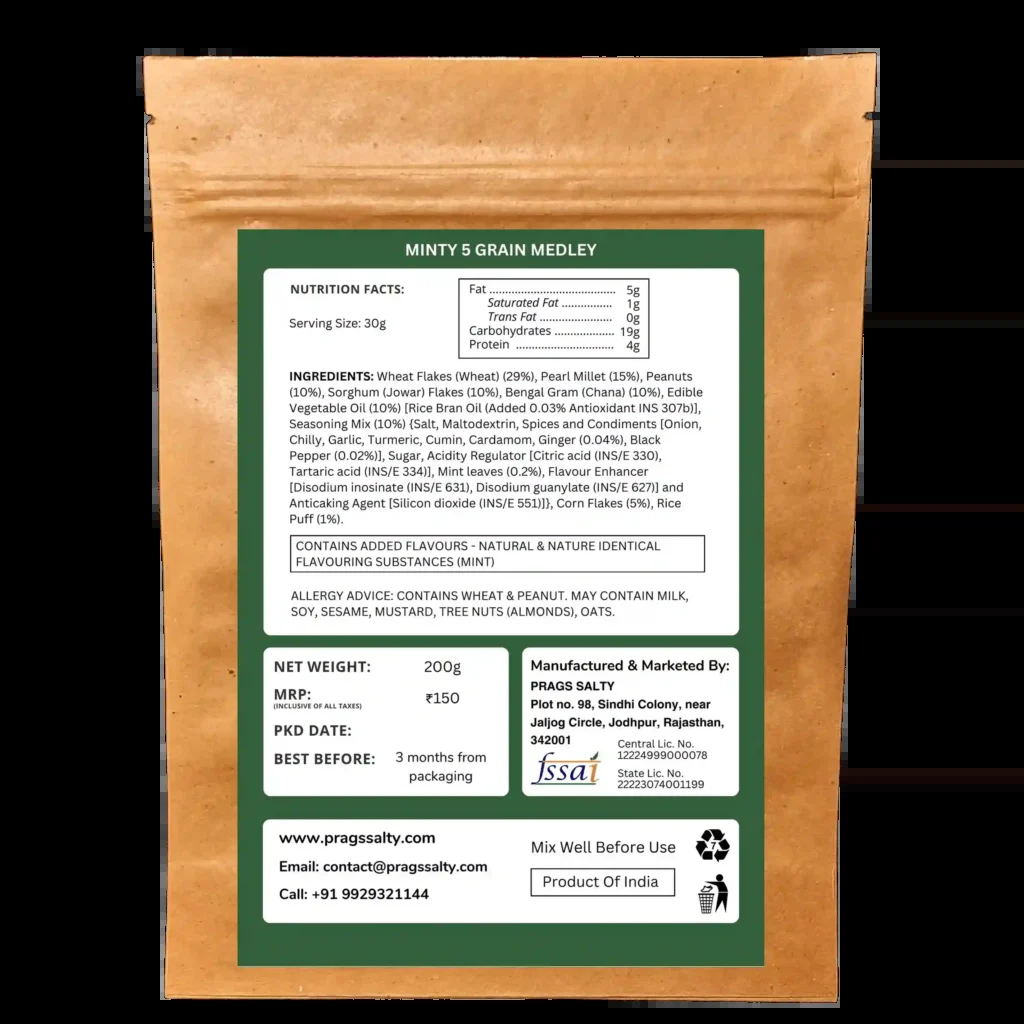 MINTY 5 GRAIN MEDLEY
NUTRITION FACTS:
Serving Size: 30g
Fat ...................................... 5g
Saturated Fat ............... 1g
Trans Fat ...................... 0g
Carbohydrates .................. 19g
Protein ............................. 4g
INGREDIENTS: Wheat Flakes (Wheat) (29%), Pearl Millet (15%), Peanuts
(10%), Sorghum (Jowar) Flakes (10%), Bengal Gram (Chana) (10%), Edible
Vegetable Oil (10%) [Rice Bran Oil (Added 0.03% Antioxidant INS 307b)],
Seasoning Mix (10%) {Salt, Maltodextrin, Spices and Condiments [Onion,
Chilly, Garlic, Turmeric, Cumin, Cardamom, Ginger (0.04%), Black
Pepper (0.02%)], Sugar, Acidity Regulator [Citric acid (INS/E 330),
Tartaric acid (INS/E 334)], Mint leaves (0.2%), Flavour Enhancer
[Disodium inosinate (INS/E 631), Disodium guanylate (INS/E 627)] and
Anticaking Agent [Silicon dioxide (INS/E 551)]}, Corn Flakes (5%), Rice
Puff (1%).
CONTAINS ADDED FLAVOURS - NATURAL & NATURE IDENTICAL
FLAVOURING SUBSTANCES (MINT)
ALLERGY ADVICE: CONTAINS WHEAT & PEANUT. MAY CONTAIN MILK,
SOY, SESAME, MUSTARD, TREE NUTS (ALMONDS), OATS.
NET WEIGHT: 200g
MRP: ₹150
(INCLUSIVE OF ALL TAXES)
PKD DATE:
BEST BEFORE: 3 months from
packaging
Manufactured & Marketed By:
PRAGS SALTY
Plot no. 98, Sindhi Colony, near
Jaljog Circle, Jodhpur, Rajasthan,
342001
fssai
Central Lic. No.
12224999000078
State Lic. No.
22223074001199
www.pragssalty.com
Email: contact@pragssalty.com
Call: +91 9929321144
Mix Well Before Use
Product Of India
7